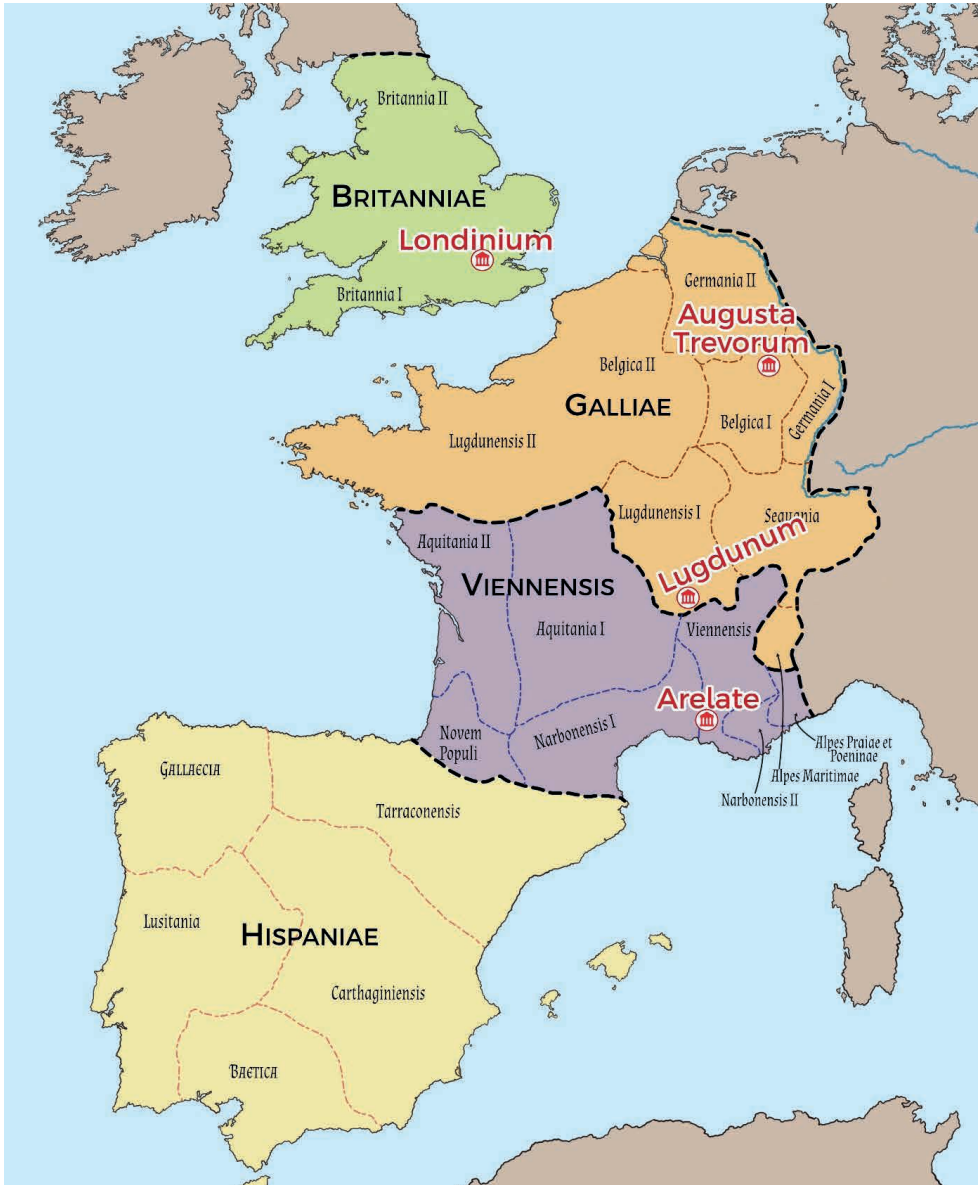 Britannia II
BRITANNIAE
Londinium
Britannia I
Germania II
Augusta
Trevorum
Belgica II
GALLIAE
Belgica I
Germania I
Lugdunensis II
Lugdunensis I
Sequania
Lugdunum
Aquitania II
VIENNENSIS
Aquitania I
Viennensis
Arelate
Novem
Populi
Narbonensis I
Alpes Praiae et
Poeninae
Alpes Maritimae
Narbonensis II
GALLAECIA
Tarraconensis
Lusitania
HISPANIAE
Carthaginiensis
BAETICA